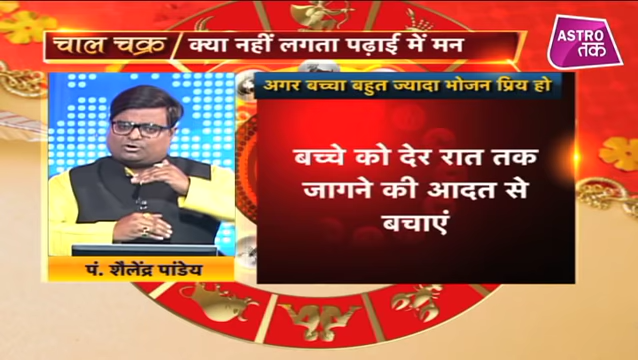 चाल चक्र क्या नहीं लगता पढ़ाई में मन
ASTRO
तक
अगर बच्चा बहुत ज्यादा भोजन प्रिय हो
बच्चे को देर रात तक
जागने की आदत से
बचाएं
पं. शैलेंद्र पांडेय